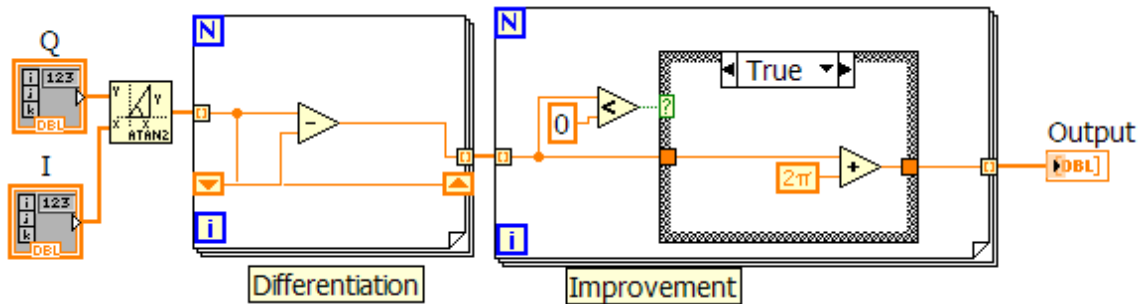 Q
i 123
j
k
DBL
Y Y
X X
ATAN2
I
i 123
j
k
DBL
N
-
i
Differentiation
N
True
<
?
0
2π
+
i
Improvement
Output
DBL